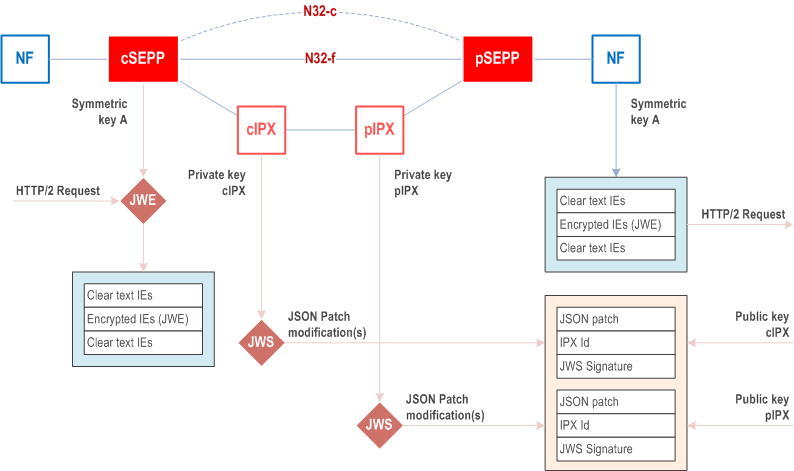 N32-c
NF
cSEPP
N32-f
pSEPP
NF
Symmetric
key A
cIPX
pIPX
Symmetric
key A
Private key
cIPX
Private key
pIPX
HTTP/2 Request
JWE
Clear text IEs
Encrypted IEs (JWE)
Clear text IEs
HTTP/2 Request
Clear text IEs
Encrypted IEs (JWE)
Clear text IEs
JSON Patch
modification(s)
JWS
JSON patch
IPX Id
JWS Signature
Public key
cIPX
JSON Patch
modification(s)
JWS
JSON patch
IPX Id
JWS Signature
Public key
pIPX